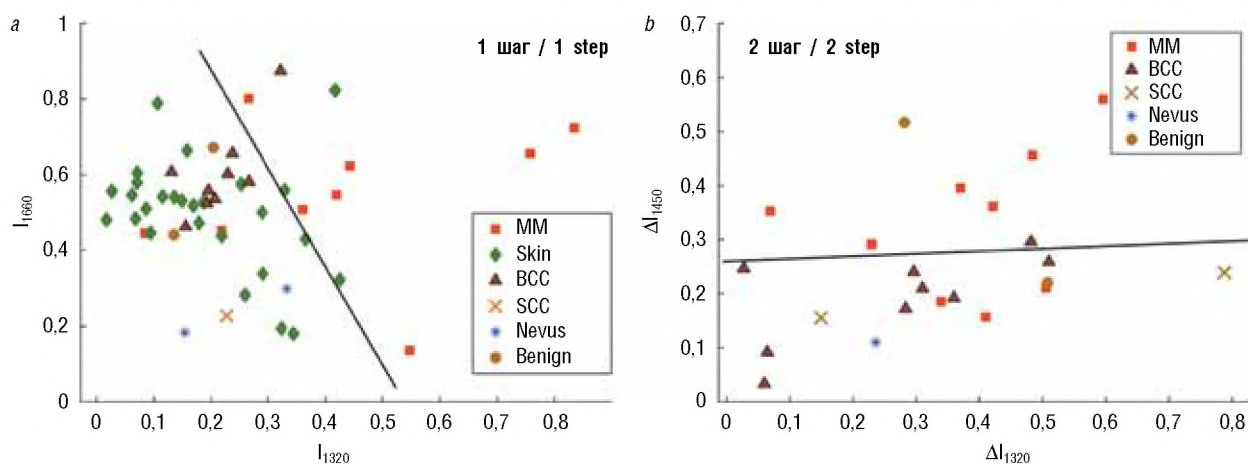 a
1 шаг / 1 step
I1660
1
0,8
0,6
0,4
0,2
0
0 0,1 0,2 0,3 0,4 0,5 0,6 0,7 0,8
I1320
MM
Skin
BCC
SCC
Nevus
Benign
b
2 шаг / 2 step
ΔI1450
0,7
0,6
0,5
0,4
0,3
0,2
0,1
0
0 0,1 0,2 0,3 0,4 0,5 0,6 0,7 0,8
ΔI1320
MM
BCC
SCC
Nevus
Benign